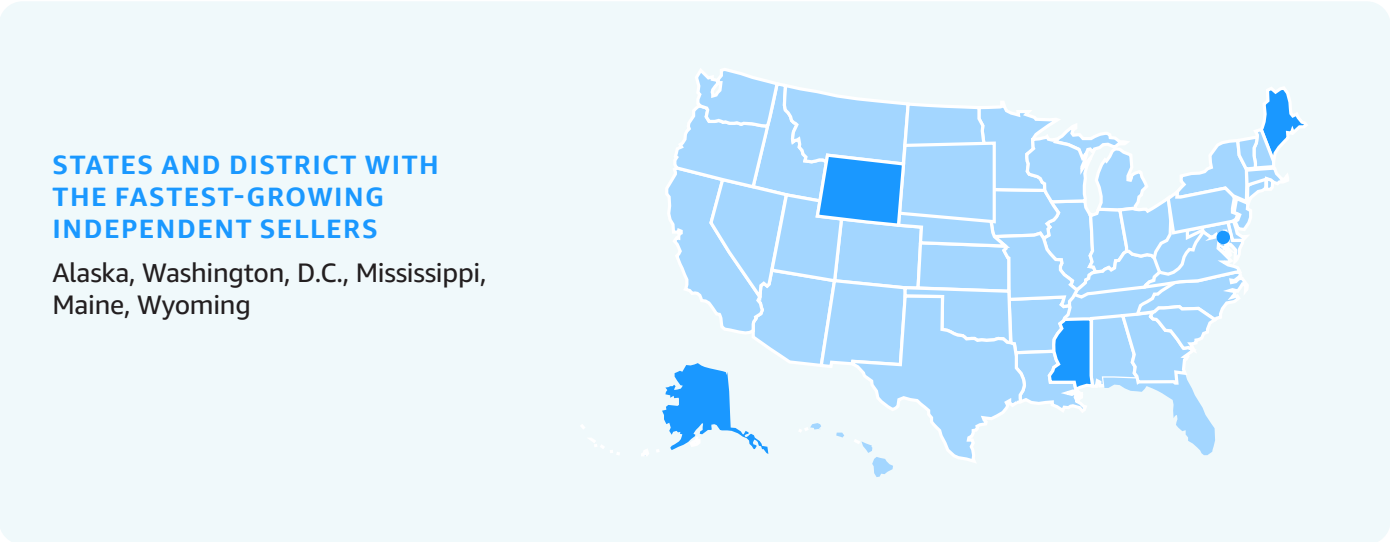 STATES AND DISTRICT WITH
THE FASTEST-GROWING
INDEPENDENT SELLERS
Alaska, Washington, D.C., Mississippi,
Maine, Wyoming